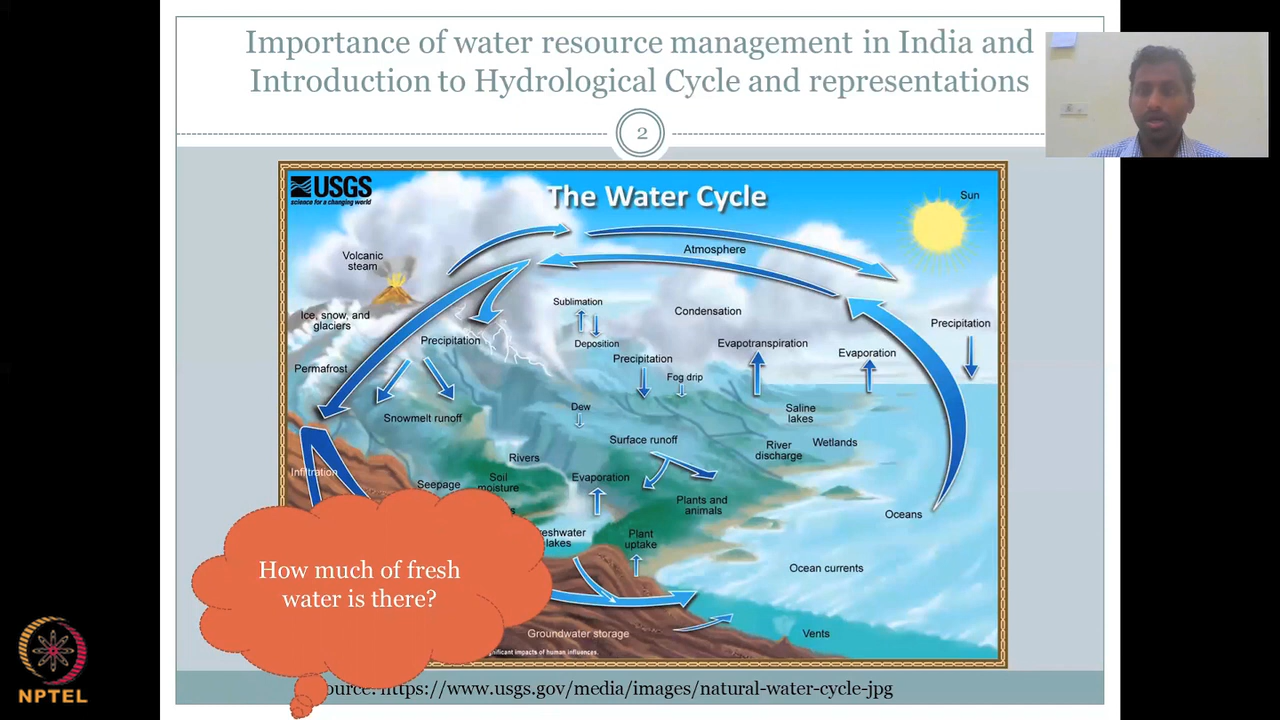 Importance of water resource management in India and
Introduction to Hydrological Cycle and representations
2
USGS
science for a changing world
The Water Cycle
Sun
Atmosphere
Volcanic
steam
Sublimation
Condensation
Ice, snow, and
glaciers
Precipitation
Precipitation
Deposition
Evapotranspiration
Evaporation
Precipitation
Permafrost
Fog drip
Dew
Snowmelt runoff
Saline
lakes
Surface runoff
River
discharge
Wetlands
Rivers
Infiltration
Seepage
Soil
moisture
Evaporation
Plants and
animals
Oceans
lakes
Plant
uptake
Ocean currents
How much of fresh
water is there?
Groundwater storage
Vents
impacts of human influences.
https://www.usgs.gov/media/images/natural-water-cycle-jpg
NPTEL